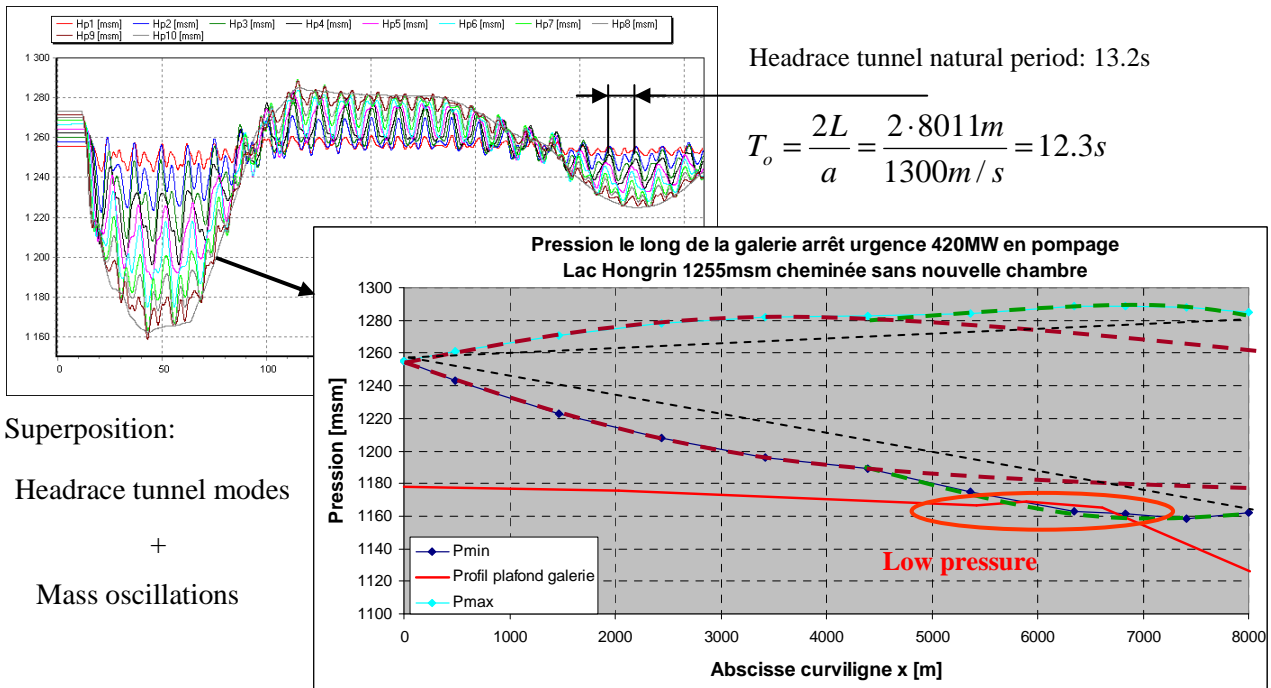 Hp1 [msm] Hp2 [msm] Hp3 [msm] Hp4 [msm] Hp5 [msm] Hp6 [msm] Hp7 [msm] Hp8 [msm]
Hp9 [msm] Hp10 [msm]
1 300
1 280
1 260
1 240
1 220
1 200
1 180
1 160
0 50 100
Headrace tunnel natural period: 13.2s
T_o = 2L / a = 2·8011m / 1300m / s = 12.3s
Superposition:
Headrace tunnel modes
+
Mass oscillations
Pression le long de la galerie arrêt urgence 420MW en pompage
Lac Hongrin 1255msm cheminée sans nouvelle chambre
Pression [msm]
1300
1280
1260
1240
1220
1200
1180
1160
1140
1120
1100
Low pressure
Pmin
Profil plafond galerie
Pmax
0 1000 2000 3000 4000 5000 6000 7000 8000
Abscisse curviligne x [m]